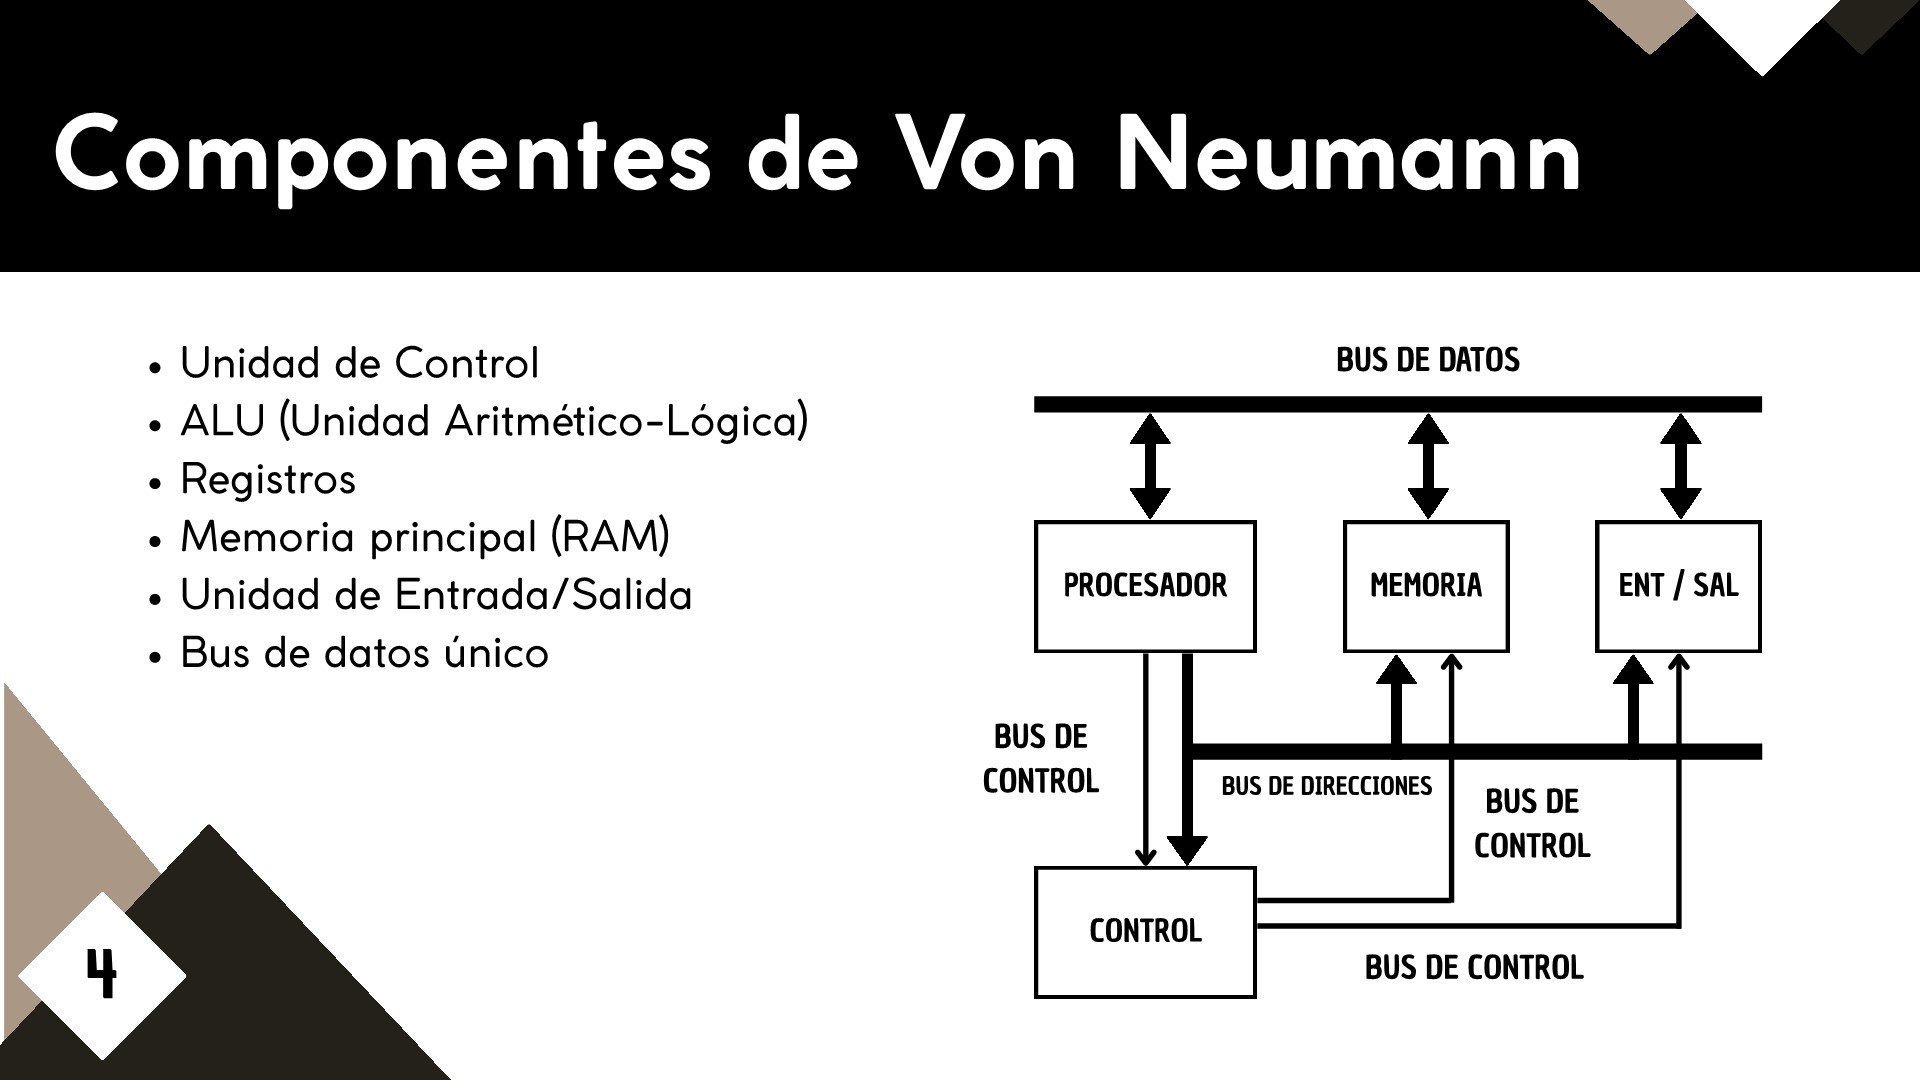 Componentes de Von Neumann
• Unidad de Control
• ALU (Unidad Aritmético-Lógica)
• Registros
• Memoria principal (RAM)
• Unidad de Entrada/Salida
• Bus de datos único
BUS DE DATOS
PROCESADOR
MEMORIA
ENT / SAL
BUS DE
CONTROL
BUS DE DIRECCIONES
BUS DE
CONTROL
CONTROL
BUS DE CONTROL
4